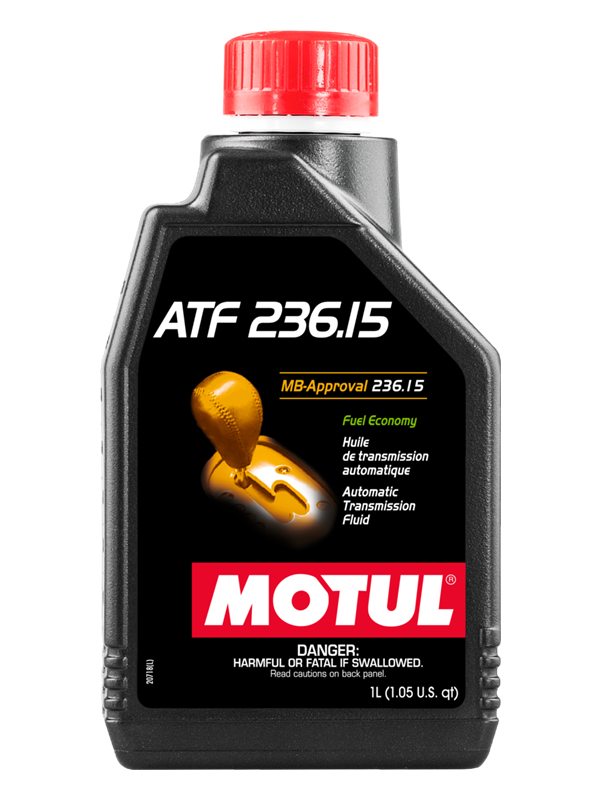 ATF 236.15
MB-Approval 236.15
Fuel Economy
Huile
de transmission
automatique
Automatic
Transmission
Fluid
MOTUL®
DANGER:
HARMFUL OR FATAL IF SWALLOWED.
Read cautions on back panel.
1L (1.05 U.S. qt)
20718(L)